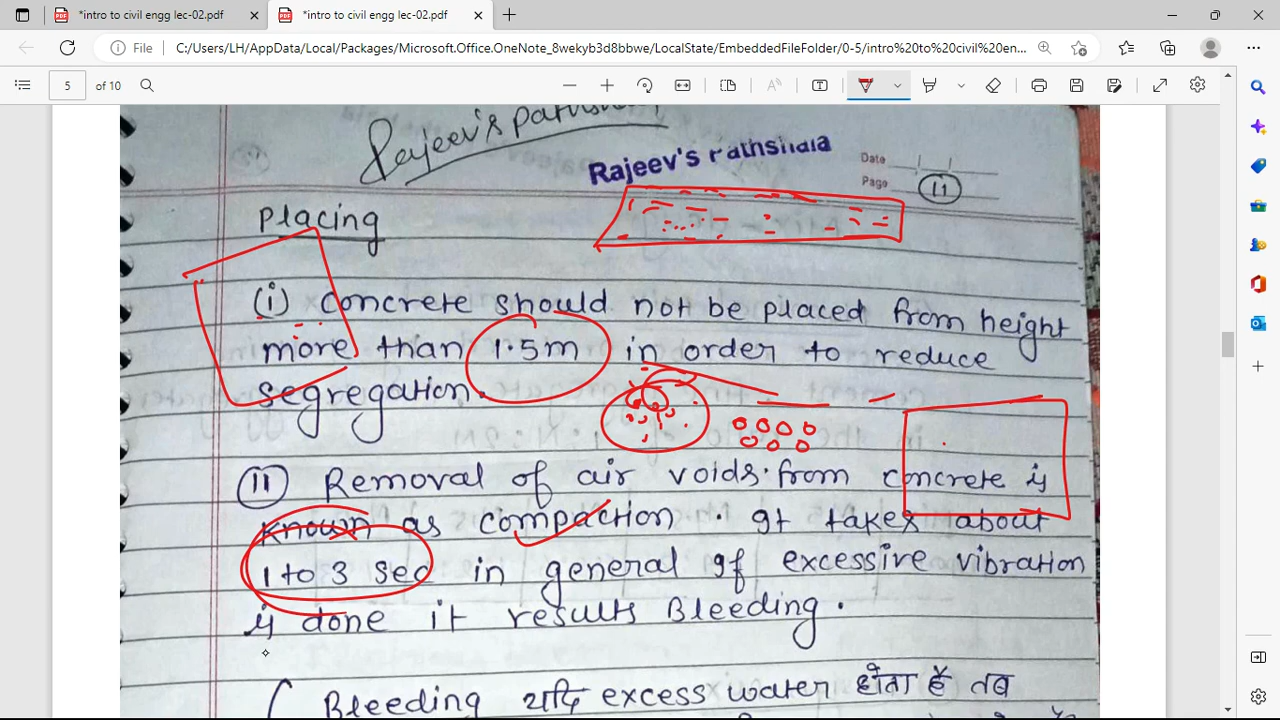 *intro to civil engg lec-02.pdf
*intro to civil engg lec-02.pdf
File C:/Users/LH/AppData/Local/Packages/Microsoft.Office.OneNote_8wekyb3d8bbwe/LocalState/EmbeddedFileFolder/0-5/intro%20to%20civil%20en...
5 of 10
Rajeev's
Rajeev's Pathshala
Date
Page 11
Placing
(i) Concrete should not be placed from height
more than 1.5m in order to reduce
segregation.
(II) Removal of air voids from concrete is
known as compaction. It takes about
1 to 3 sec in general If excessive vibration
is done it results Bleeding.
Bleeding यदि excess water होता है तब